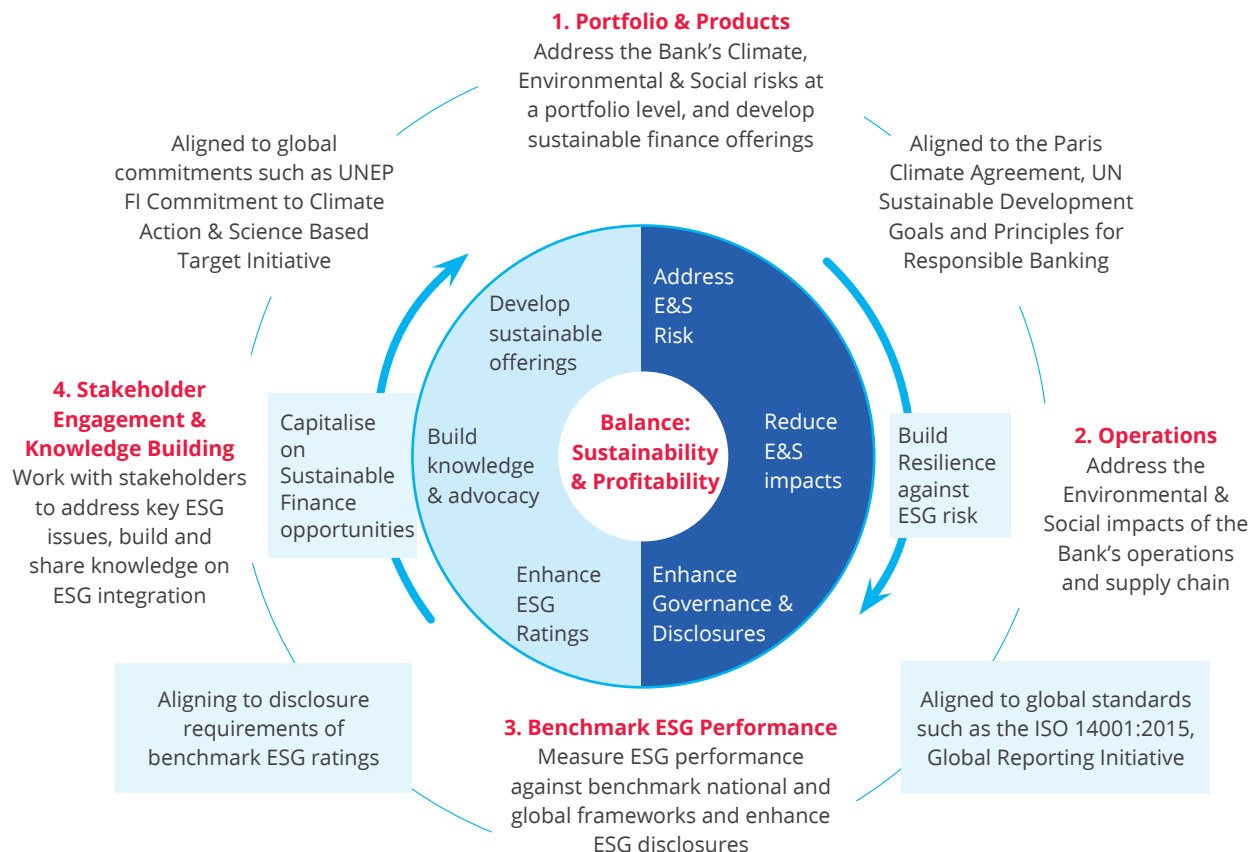 1. Portfolio & Products
Address the Bank’s Climate,
Environmental & Social risks at
a portfolio level, and develop
sustainable finance offerings
Aligned to global
commitments such as UNEP
FI Commitment to Climate
Action & Science Based
Target Initiative
Aligned to the Paris
Climate Agreement, UN
Sustainable Development
Goals and Principles for
Responsible Banking
Develop
sustainable
offerings
Address
E&S
Risk
4. Stakeholder
Engagement &
Knowledge Building
Work with stakeholders
to address key ESG
issues, build and
share knowledge on
ESG integration
Capitalise
on
Sustainable
Finance
opportunities
Build
knowledge
& advocacy
Balance:
Sustainability
& Profitability
Reduce
E&S
impacts
Build
Resilience
against
ESG risk
2. Operations
Address the
Environmental &
Social impacts of the
Bank’s operations
and supply chain
Enhance
ESG
Ratings
Enhance
Governance &
Disclosures
Aligning to disclosure
requirements of
benchmark ESG ratings
3. Benchmark ESG Performance
Measure ESG performance
against benchmark national and
global frameworks and enhance
ESG disclosures
Aligned to global standards
such as the ISO 14001:2015,
Global Reporting Initiative